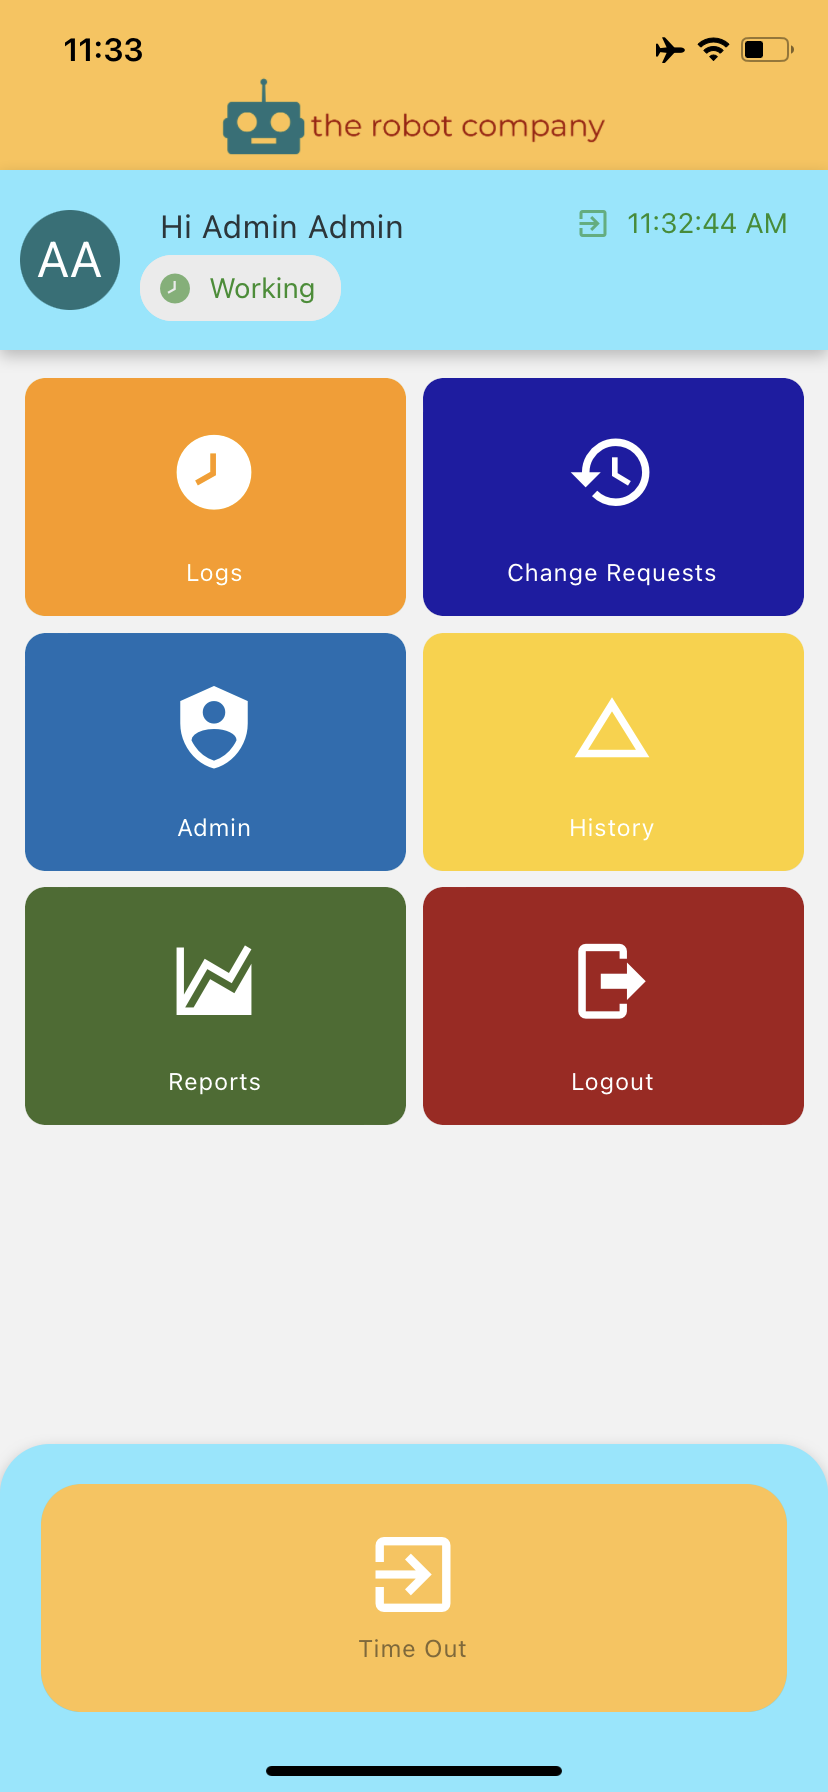 11:33
the robot company
AA
Hi Admin Admin
11:32:44 AM
Working
Logs
Change Requests
Admin
History
Reports
Logout
Time Out